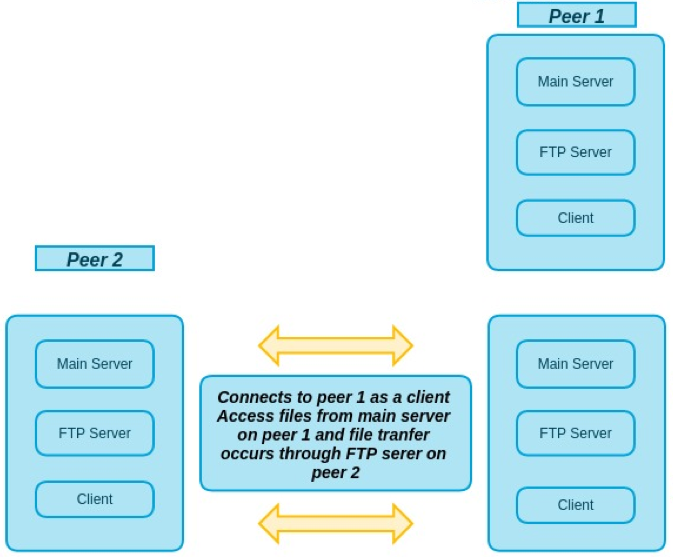 Peer 1
Main Server
FTP Server
Client
Peer 2
Main Server
FTP Server
Client
Connects to peer 1 as a client
Access files from main server
on peer 1 and file tranfer
occurs through FTP serer on
peer 2
Main Server
FTP Server
Client